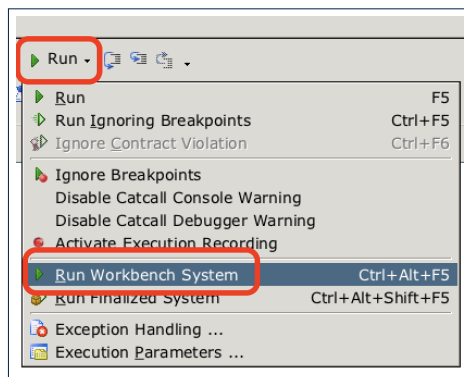 Run
Run F5
Run Ignoring Breakpoints Ctrl+F5
Ignore Contract Violation Ctrl+F6
Ignore Breakpoints
Disable Catcall Console Warning
Disable Catcall Debugger Warning
Activate Execution Recording
Run Workbench System Ctrl+Alt+F5
Run Finalized System Ctrl+Alt+Shift+F5
Exception Handling ...
Execution Parameters ...